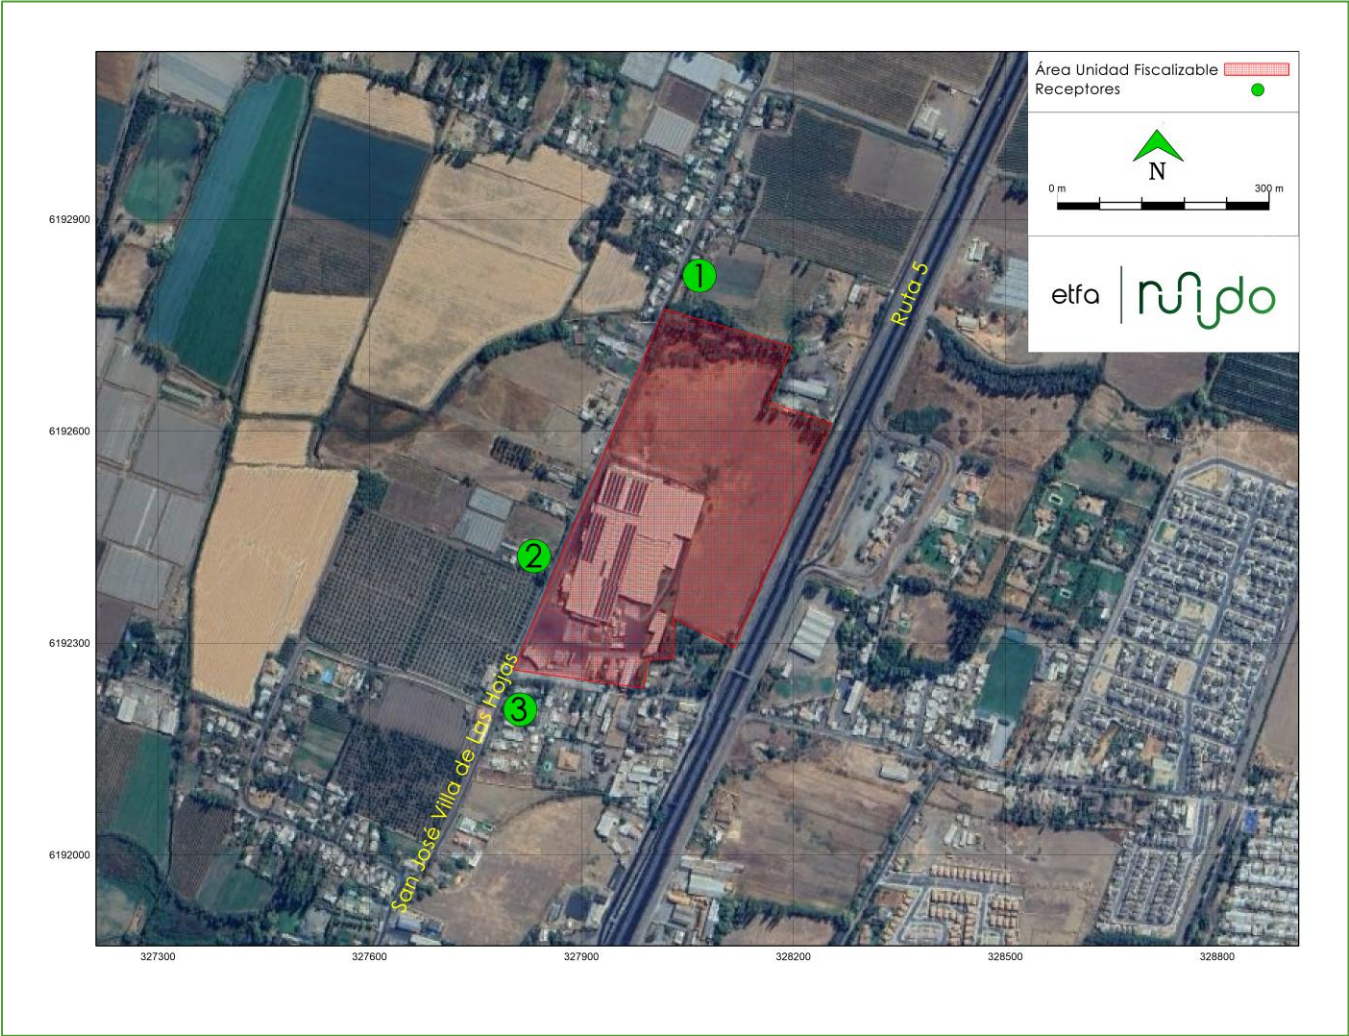 Área Unidad Fiscalizable
Receptores
N
0 m 300 m
etfa ruido
6192900
6192600
6192300
6192000
327300 327600 327900 328200 328500 328800
1
2
3
Ruta 5
San José Villa de Las Hojas